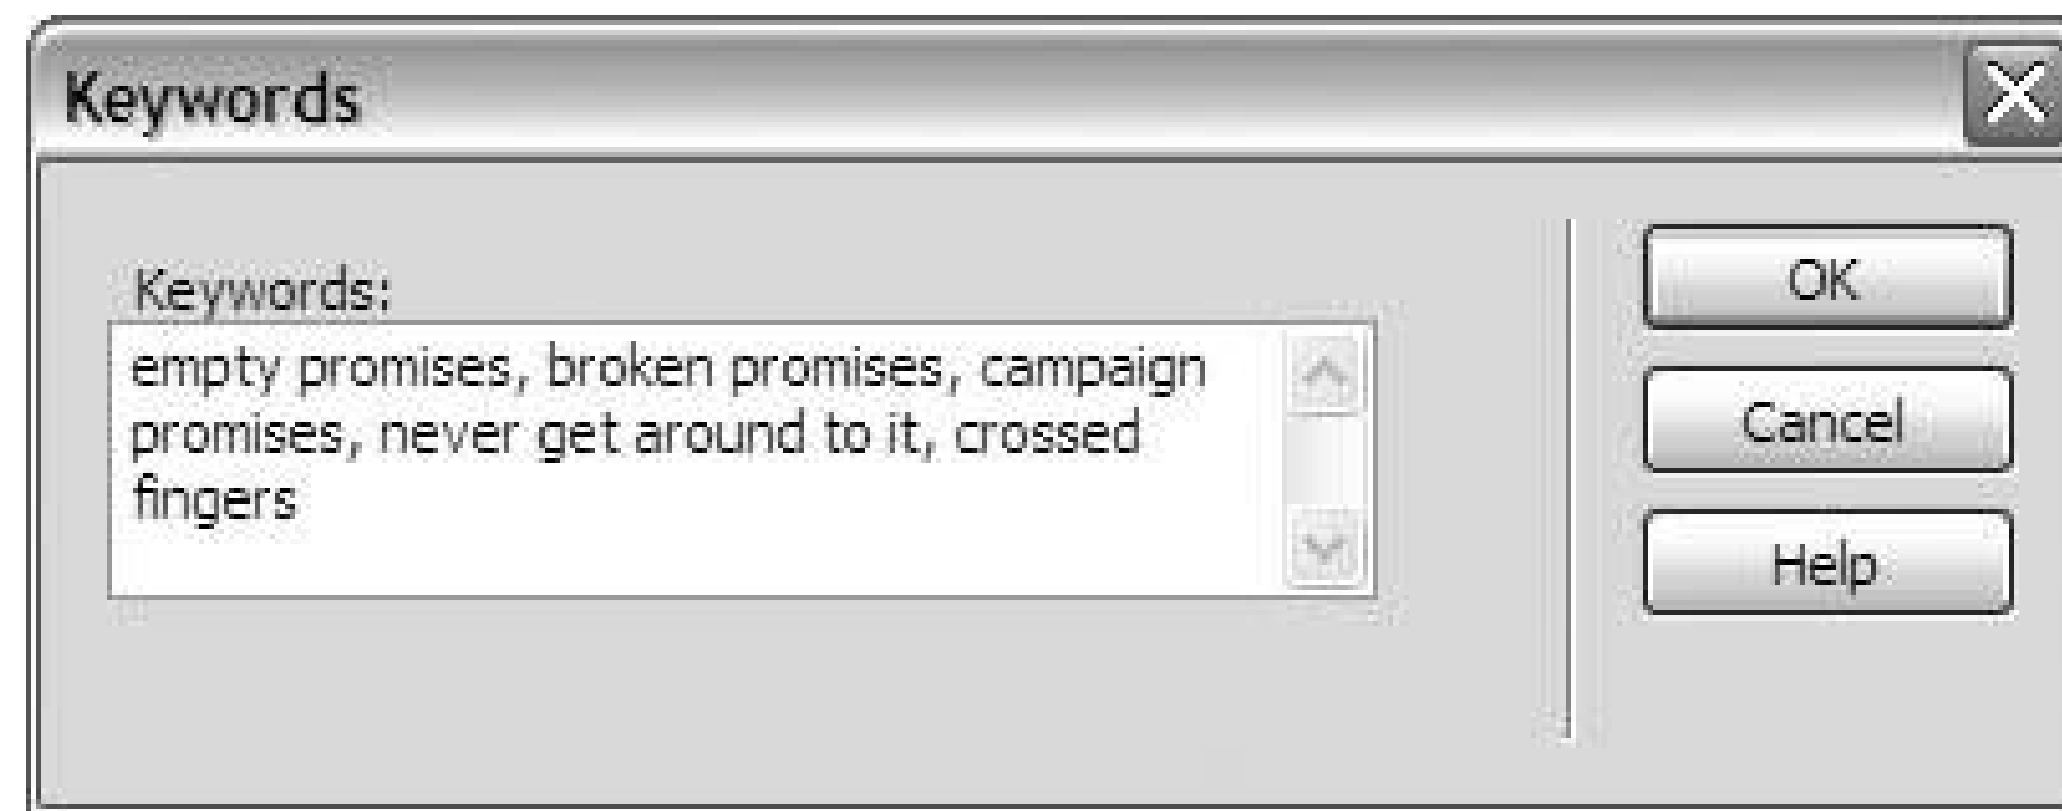 Keywords
Keywords:
empty promises, broken promises, campaign
promises, never get around to it, crossed
fingers
OK
Cancel
Help